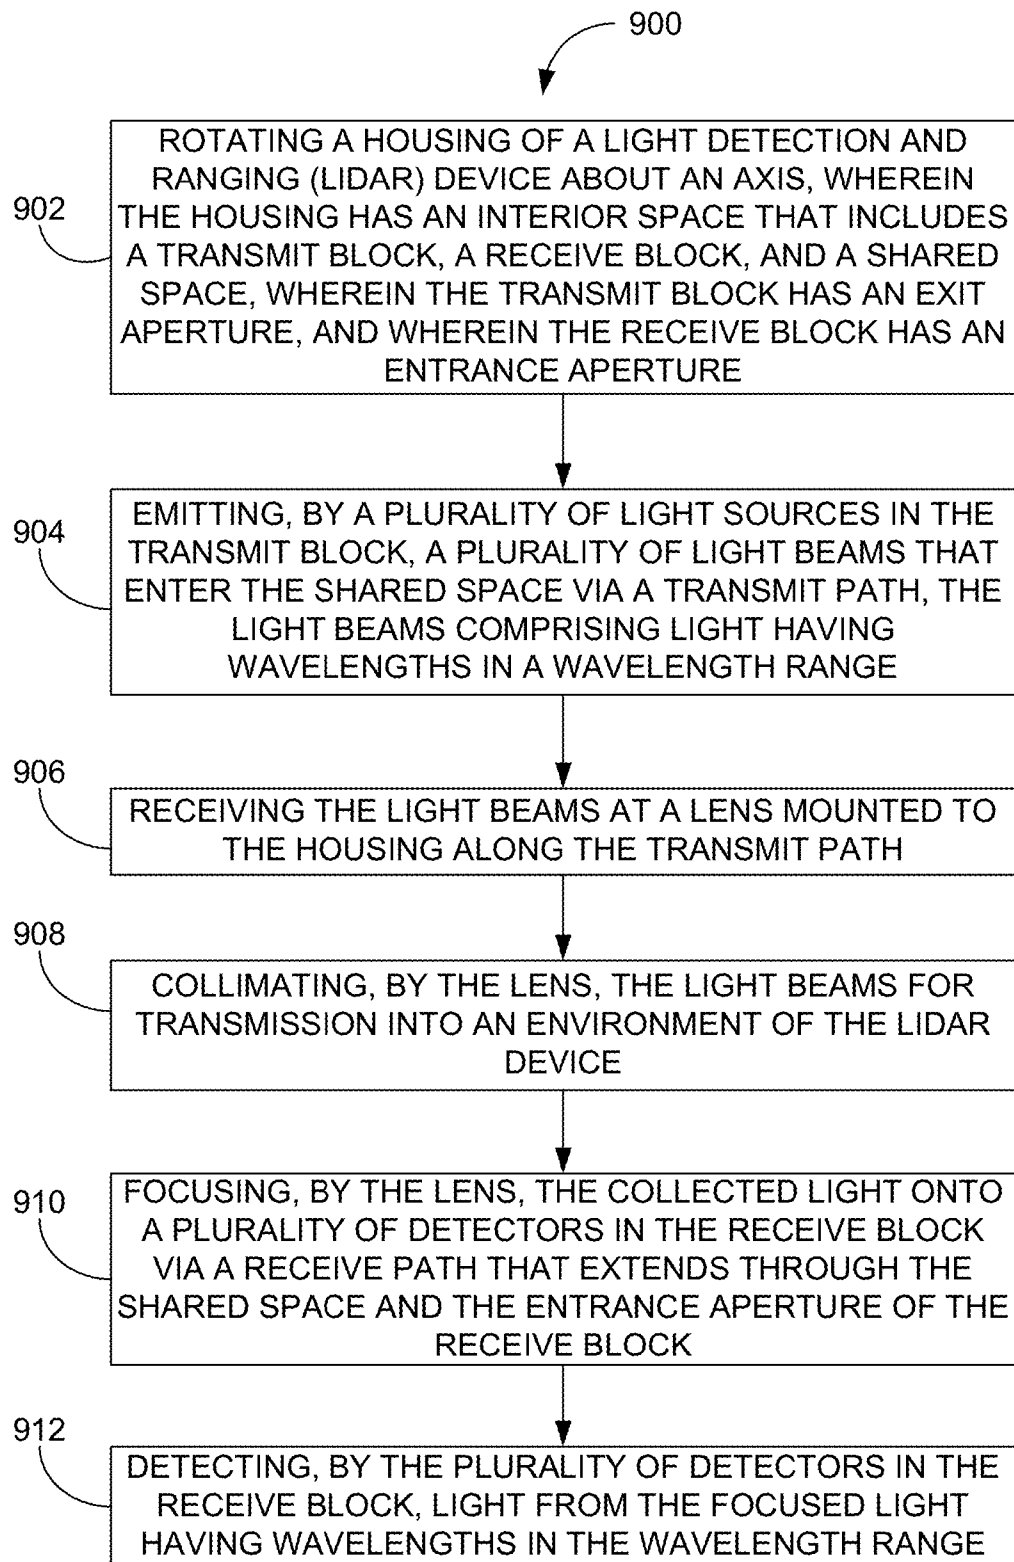 900
902
ROTATING A HOUSING OF A LIGHT DETECTION AND
RANGING (LIDAR) DEVICE ABOUT AN AXIS, WHEREIN
THE HOUSING HAS AN INTERIOR SPACE THAT INCLUDES
A TRANSMIT BLOCK, A RECEIVE BLOCK, AND A SHARED
SPACE, WHEREIN THE TRANSMIT BLOCK HAS AN EXIT
APERTURE, AND WHEREIN THE RECEIVE BLOCK HAS AN
ENTRANCE APERTURE
904
EMITTING, BY A PLURALITY OF LIGHT SOURCES IN THE
TRANSMIT BLOCK, A PLURALITY OF LIGHT BEAMS THAT
ENTER THE SHARED SPACE VIA A TRANSMIT PATH, THE
LIGHT BEAMS COMPRISING LIGHT HAVING
WAVELENGTHS IN A WAVELENGTH RANGE
906
RECEIVING THE LIGHT BEAMS AT A LENS MOUNTED TO
THE HOUSING ALONG THE TRANSMIT PATH
908
COLLIMATING, BY THE LENS, THE LIGHT BEAMS FOR
TRANSMISSION INTO AN ENVIRONMENT OF THE LIDAR
DEVICE
910
FOCUSING, BY THE LENS, THE COLLECTED LIGHT ONTO
A PLURALITY OF DETECTORS IN THE RECEIVE BLOCK
VIA A RECEIVE PATH THAT EXTENDS THROUGH THE
SHARED SPACE AND THE ENTRANCE APERTURE OF THE
RECEIVE BLOCK
912
DETECTING, BY THE PLURALITY OF DETECTORS IN THE
RECEIVE BLOCK, LIGHT FROM THE FOCUSED LIGHT
HAVING WAVELENGTHS IN THE WAVELENGTH RANGE